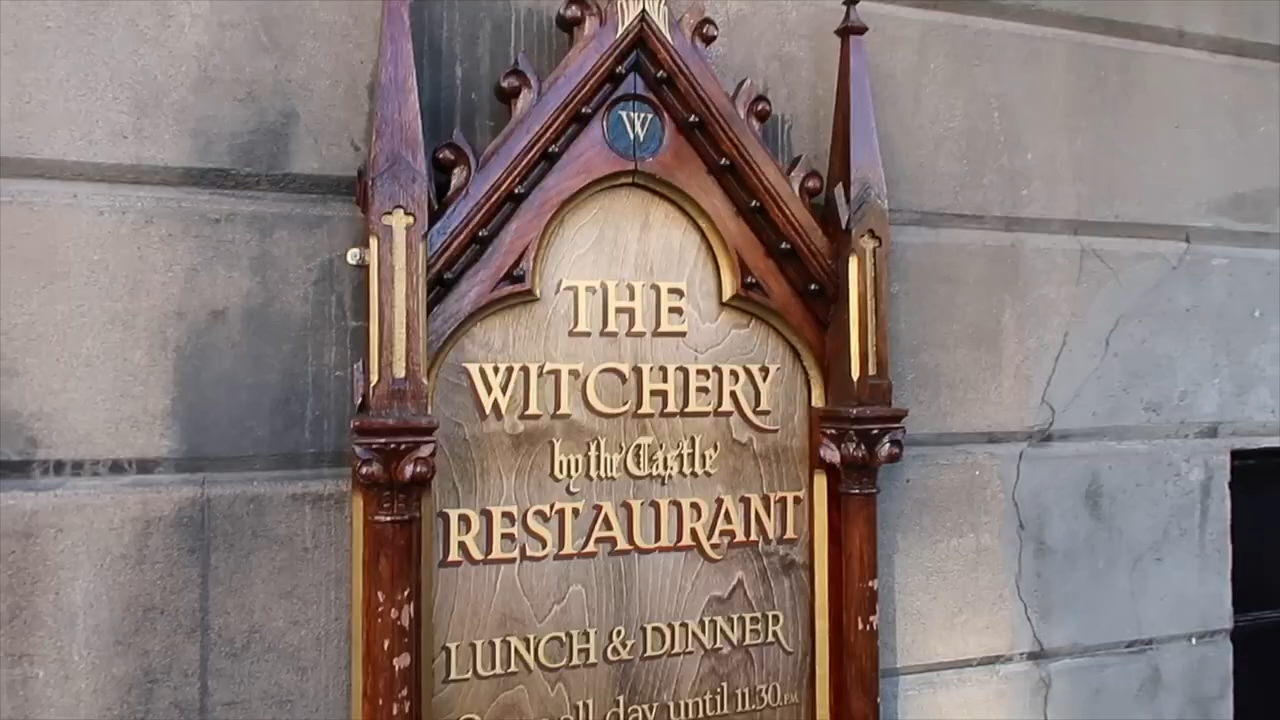 W
THE
WITCHERY
by the Castle
RESTAURANT
LUNCH & DINNER
all day until 11.30.PM